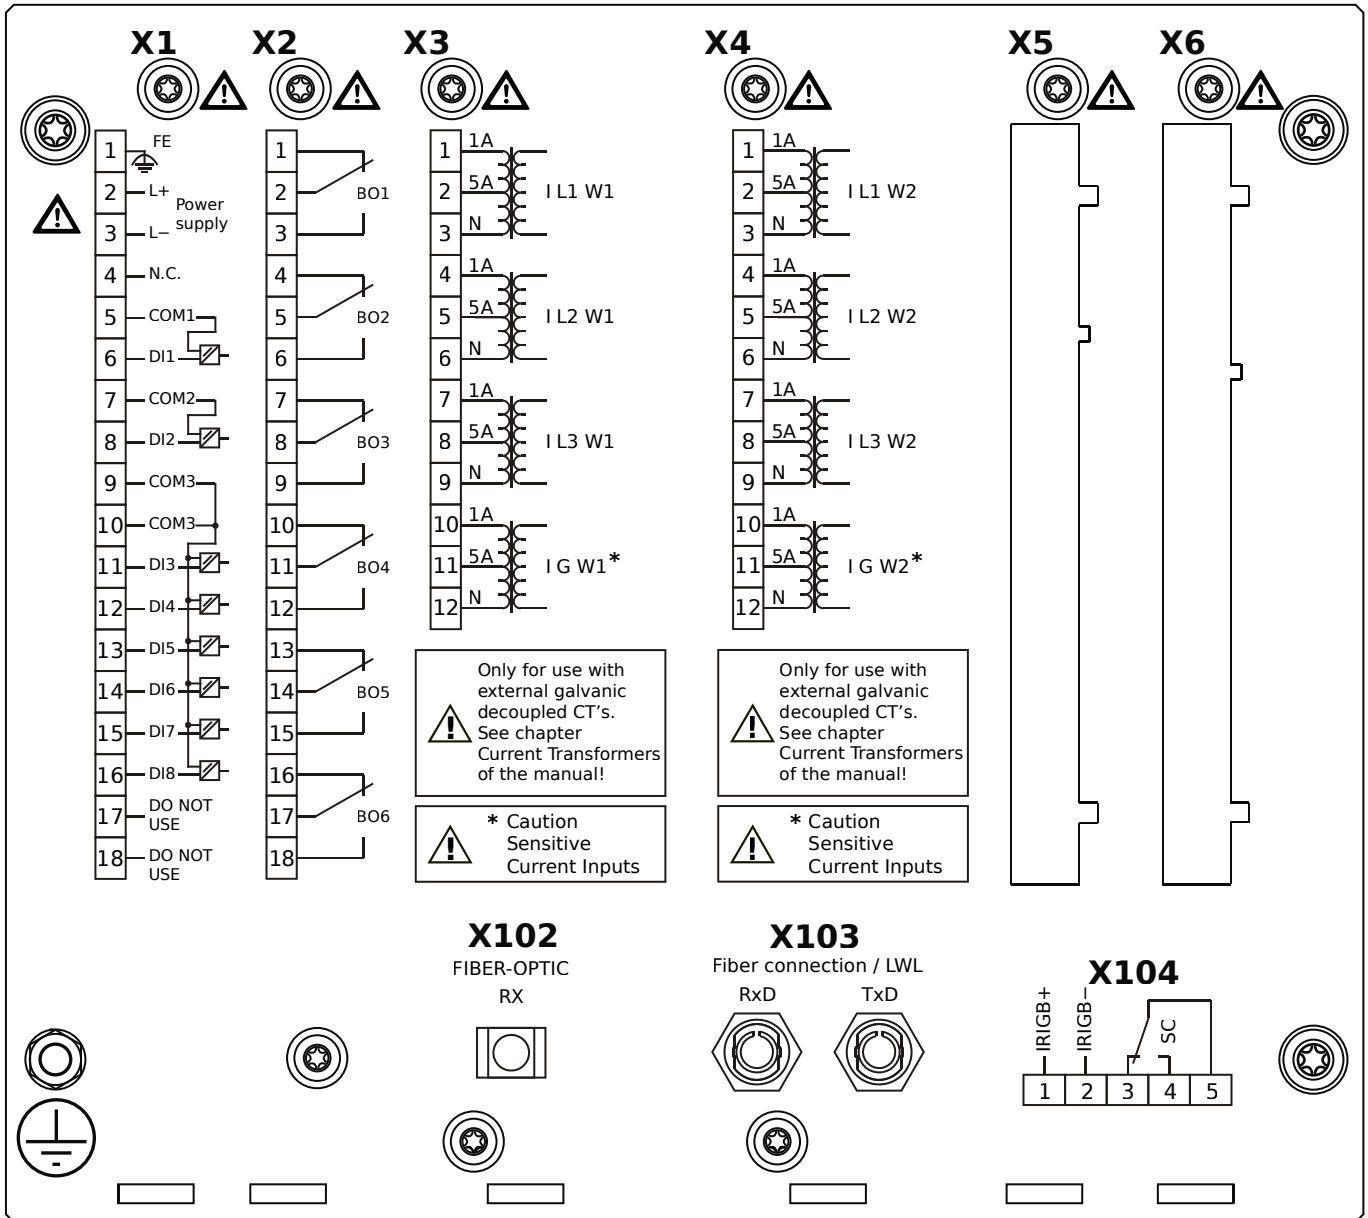 X1
X2
X3
X4
X5
X6
1 FE
2 L+
Power
supply
3 L−
4 N.C.
5 COM1
6 DI1
7 COM2
8 DI2
9 COM3
10 COM3
11 DI3
12 DI4
13 DI5
14 DI6
15 DI7
16 DI8
17 DO NOT
USE
18 DO NOT
USE
1
2 BO1
3
4
5 BO2
6
7
8 BO3
9
10
11 BO4
12
13
14 BO5
15
16
17 BO6
18
1 1A
2 5A I L1 W1
3 N
4 1A
5 5A I L2 W1
6 N
7 1A
8 5A I L3 W1
9 N
10 1A
11 5A I G W1*
12 N
Only for use with
external galvanic
decoupled CT's.
See chapter
Current Transformers
of the manual!
* Caution
Sensitive
Current Inputs
1 1A
2 5A I L1 W2
3 N
4 1A
5 5A I L2 W2
6 N
7 1A
8 5A I L3 W2
9 N
10 1A
11 5A I G W2*
12 N
Only for use with
external galvanic
decoupled CT's.
See chapter
Current Transformers
of the manual!
* Caution
Sensitive
Current Inputs
X102
FIBER-OPTIC
RX
X103
Fiber connection / LWL
RxD TxD
X104
IRIGB+
IRIGB−
SC
1 2 3 4 5